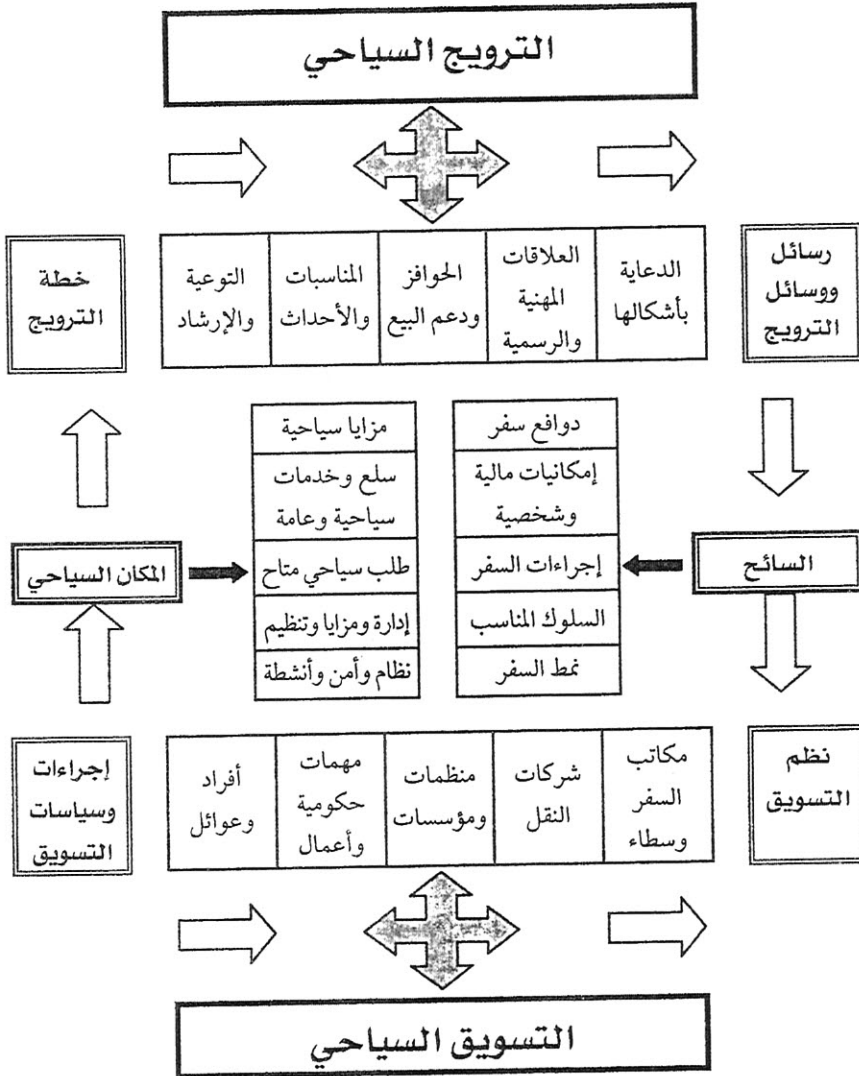 الترويج السياحي
رسائل
ووسائل
الترويج
الدعاية
بأشكالها
العلاقات
المهنية
والرسمية
الحوافز
ودعم البيع
المناسبات
والأحداث
التوعية
والإرشاد
خطة
الترويج
دوافع سفر
إمكانيات مالية
وشخصية
إجراءات السفر
السلوك المناسب
نمط السفر
مزايا سياحية
سلع وخدمات
سياحية وعامة
طلب سياحي متاح
إدارة ومزايا وتنظيم
نظام وأمن وأنشطة
السائح
المكان السياحي
نظم
التسويق
مكاتب
السفر
وسطاء
شركات
النقل
منظمات
ومؤسسات
مهمات
حكومية
وأعمال
أفراد
وعوائل
إجراءات
وسياسات
التسويق
التسويق السياحي